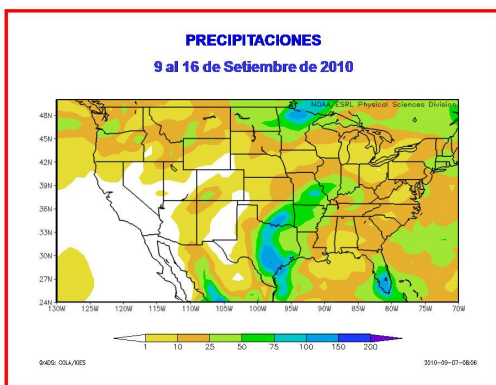 PRECIPITACIONES
9 al 16 de Setiembre de 2010
NOAA/ESRL Physical Sciences Division
48N
45N
42N
39N
36N
33N
30N
27N
24N
130W 125W 120W 115W 110W 105W 100W 95W 90W 85W 80W 75W 70W
1 10 25 50 75 100 150 200
GrADS: COLA/IGES
2010-09-07-08:06